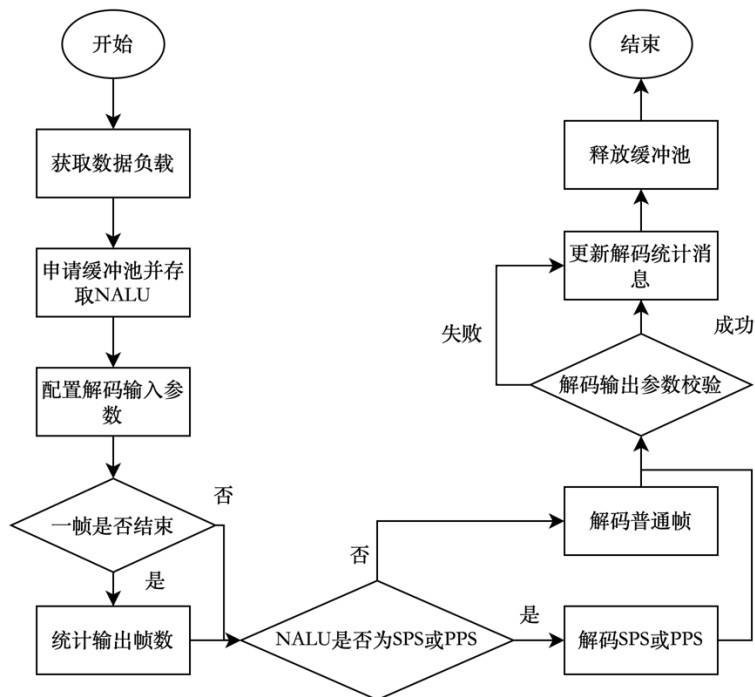 开始
获取数据负载
申请缓冲池并存
取NALU
配置解码输入参
数
一帧是否结束
否
是
统计输出帧数
NALU是否为SPS或PPS
否
是
解码SPS或PPS
解码普通帧
解码输出参数校验
失败
成功
更新解码统计消
息
释放缓冲池
结束